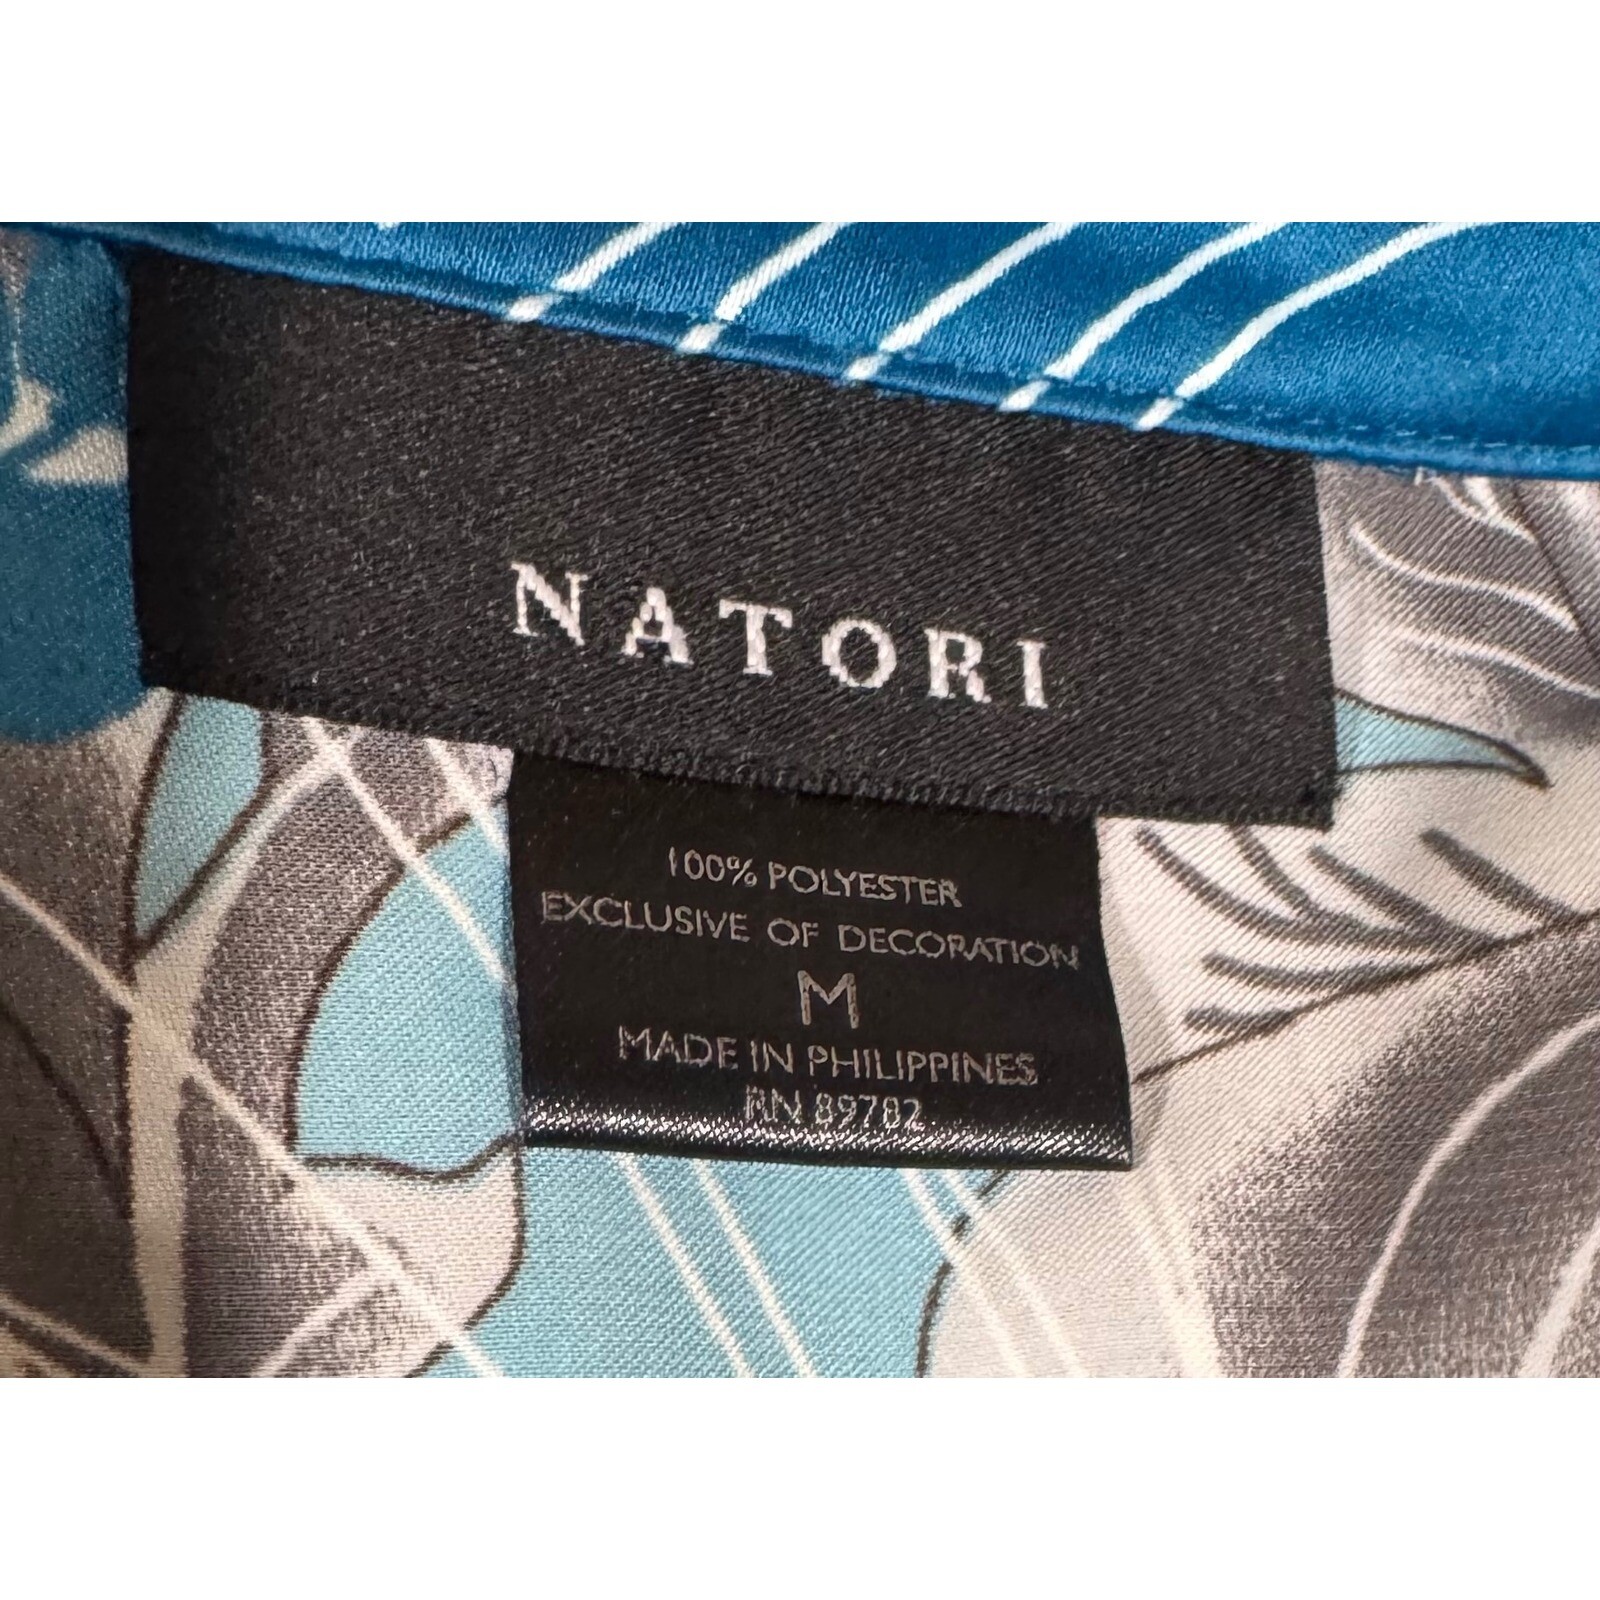 NATORI
100% POLYESTER
EXCLUSIVE OF DECORATION
M
MADE IN PHILIPPINES
RN 89782